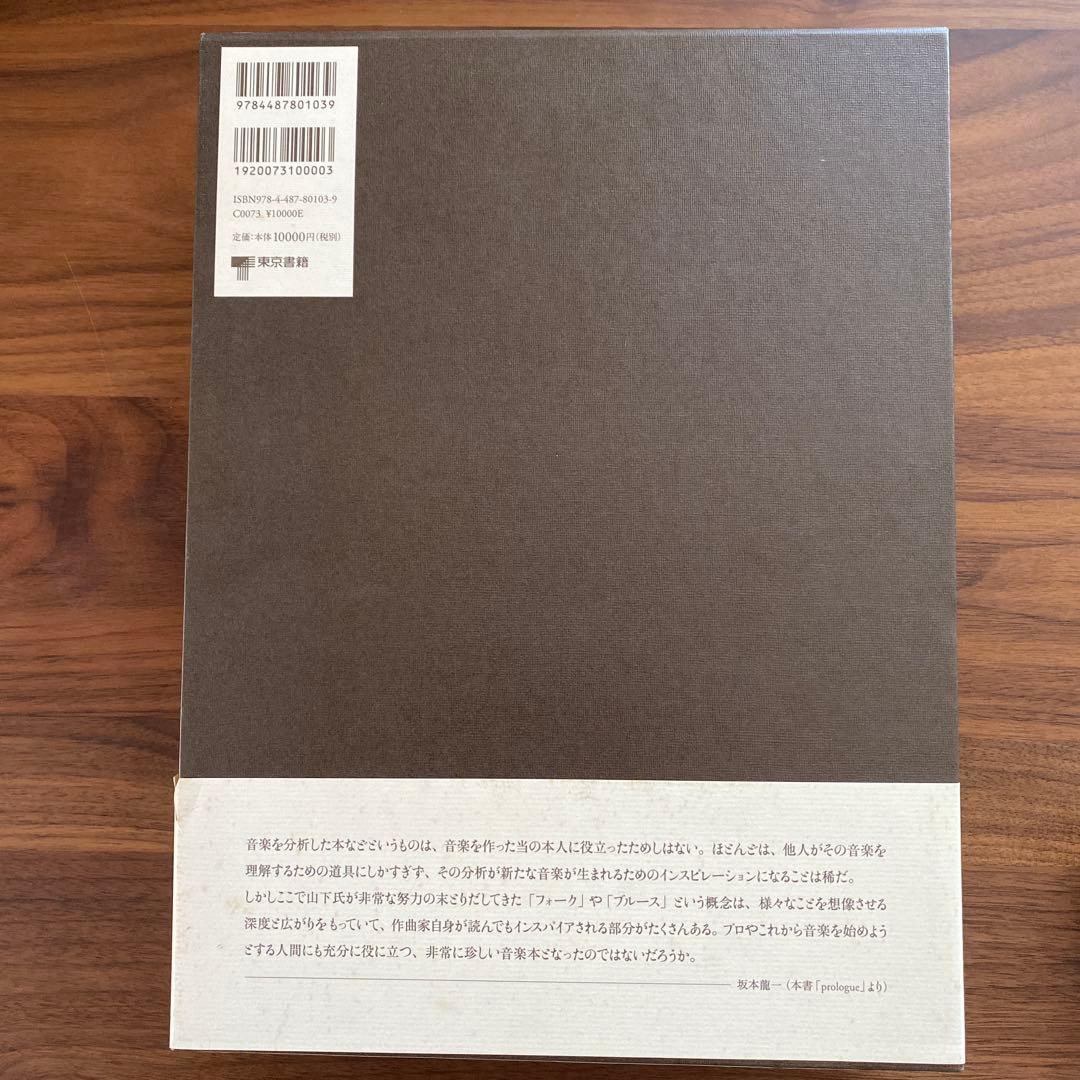 9784487801039
1920073100003
ISBN978-4-487-80103-9
C0073 ¥10000E
定価:本体10000円(税別)
東京書籍
音楽を分析した本などというものは、音楽を作った当の本人に役立ったためしはない。ほとんどは、他人がその音楽を
理解するための道具にしかすぎず、その分析が新たな音楽が生まれるためのインスピレーションになることは稀だ。
しかしここで山下氏が非常な努力の末とりだしてきた「フォーク」や「ブルース」という概念は、様々なことを想像させる
深度と広がりをもっていて、作曲家自身が読んでもインスパイアされる部分がたくさんある。プロやこれから音楽を始めよう
とする人間にも充分に役に立つ、非常に珍しい音楽本となったのではないだろうか。
坂本龍一(本書「prologue」より)